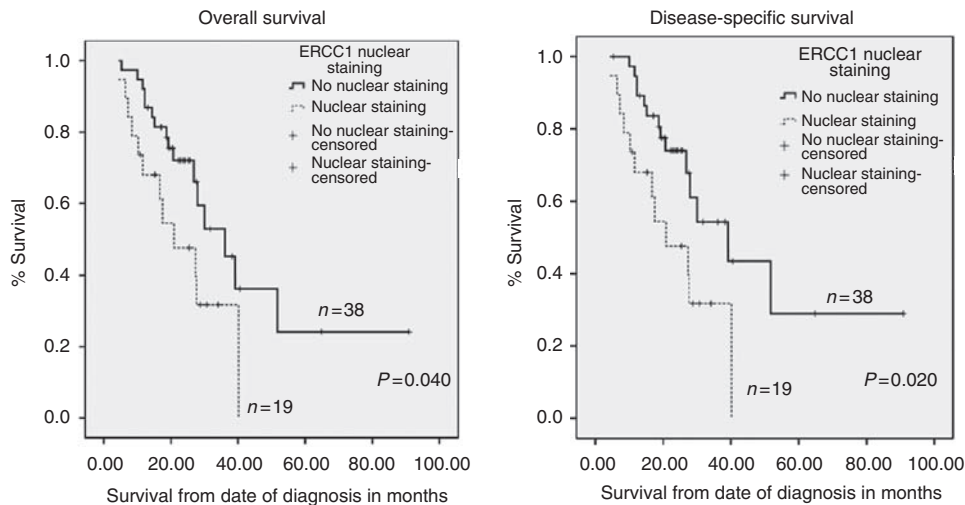 Overall survival
ERCC1 nuclear
staining
No nuclear staining
Nuclear staining
No nuclear staining-
censored
Nuclear staining-
censored
% Survival
1.0
0.8
0.6
0.4
0.2
0.0
n=38
P=0.040
n=19
0.00 20.00 40.00 60.00 80.00 100.00
Survival from date of diagnosis in months
Disease-specific survival
ERCC1 nuclear
staining
No nuclear staining
Nuclear staining
No nuclear staining-
censored
Nuclear staining-
censored
% Survival
1.0
0.8
0.6
0.4
0.2
0.0
n=38
P=0.020
n=19
0.00 20.00 40.00 60.00 80.00 100.00
Survival from date of diagnosis in months